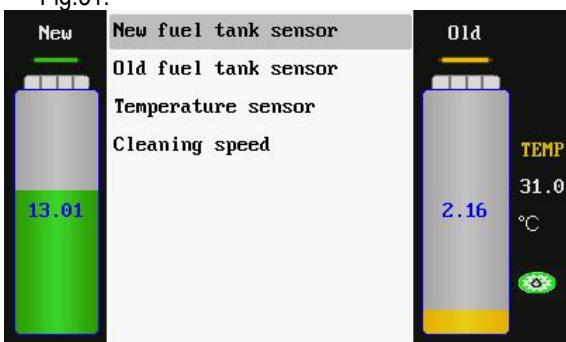 Fig.61.
New
New fuel tank sensor
Old fuel tank sensor
Temperature sensor
Cleaning speed
Old
13.01
2.16
TEMP
31.0
°C